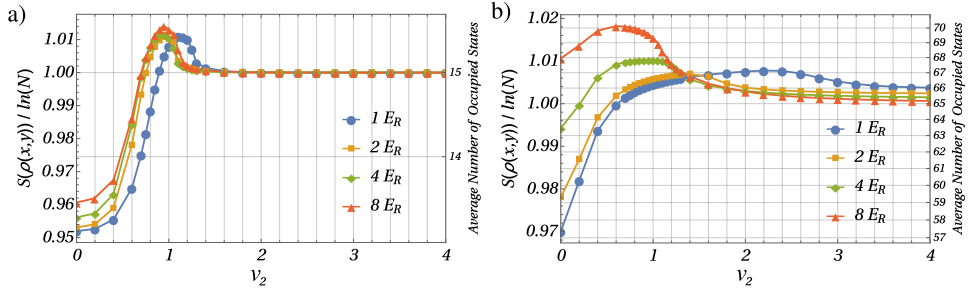 a)
S(ρ(x,y)) / ln(N)
1.01
1.00
0.99
0.98
0.97
0.96
0.95
0
1
2
3
4
v₂
15
14
Average Number of Occupied States
1 E_R
2 E_R
4 E_R
8 E_R
b)
S(ρ(x,y)) / ln(N)
1.02
1.01
1.00
0.99
0.98
0.97
0
1
2
3
4
v₂
70
69
68
67
66
65
64
63
62
61
60
59
58
57
Average Number of Occupied States
1 E_R
2 E_R
4 E_R
8 E_R